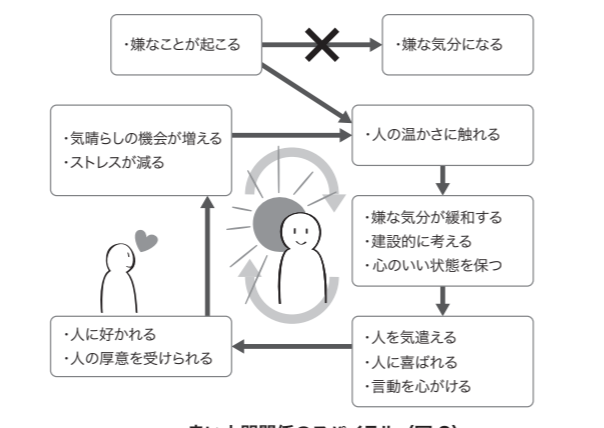 ・嫌なことが起こる
・嫌な気分になる
・気晴らしの機会が増える
・ストレスが減る
・人の温かさに触れる
・嫌な気分が緩和する
・建設的に考える
・心のいい状態を保つ
・人に好かれる
・人の厚意を受けられる
・人を気遣える
・人に喜ばれる
・言動を心がける